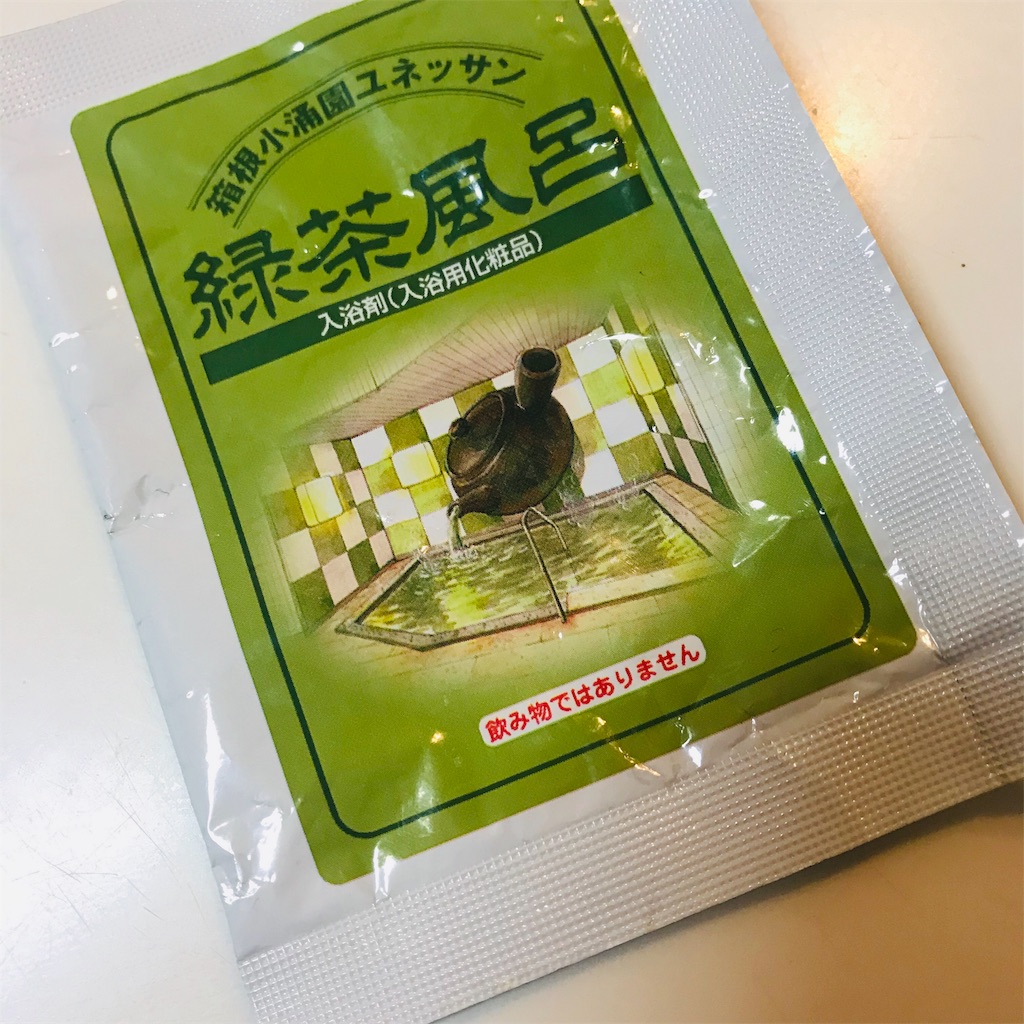 箱根小涌園ユネッサン
緑茶風呂
入浴剤(入浴用化粧品)
飲み物ではありません